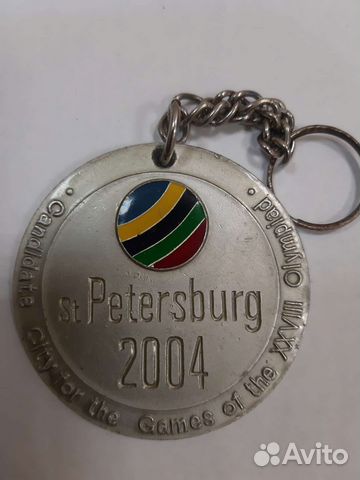 St Petersburg
2004
· Candidate City for the Games of the XXVIII Olympiad ·
Avito